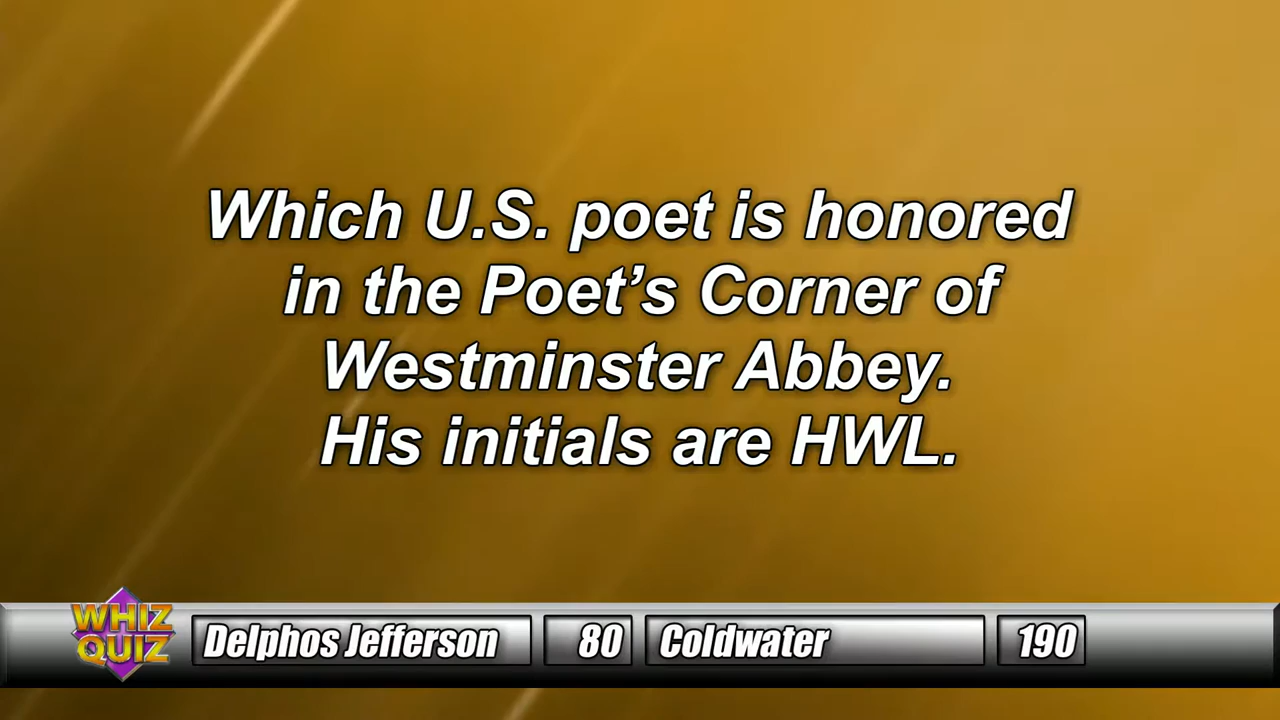 Which U.S. poet is honored
in the Poet’s Corner of
Westminster Abbey.
His initials are HWL.
WHIZ
QUIZ
Delphos Jefferson 80 Coldwater 190